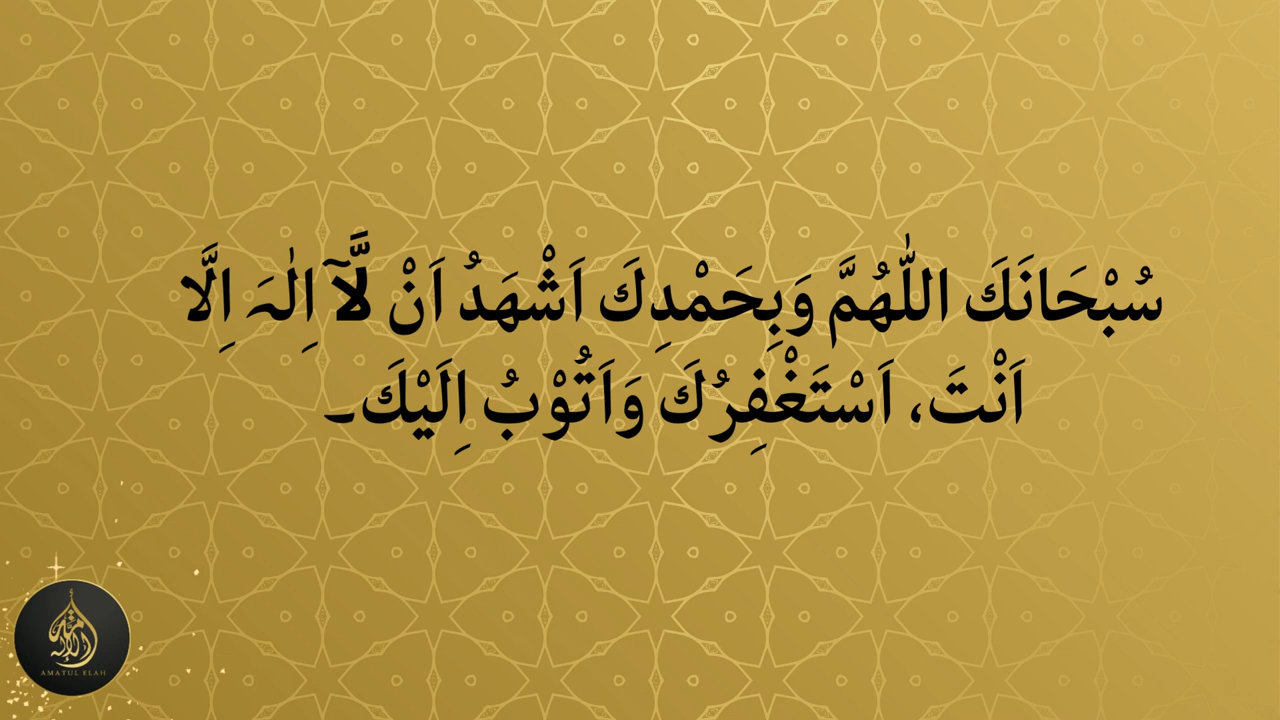 سُبْحَانَكَ اللّٰهُمَّ وَبِحَمْدِكَ اَشْهَدُ اَنْ لَّآ اِلٰہَ اِلَّا
اَنْتَ، اَسْتَغْفِرُكَ وَاَتُوْبُ اِلَيْكَ۔
AMATUL ELAH